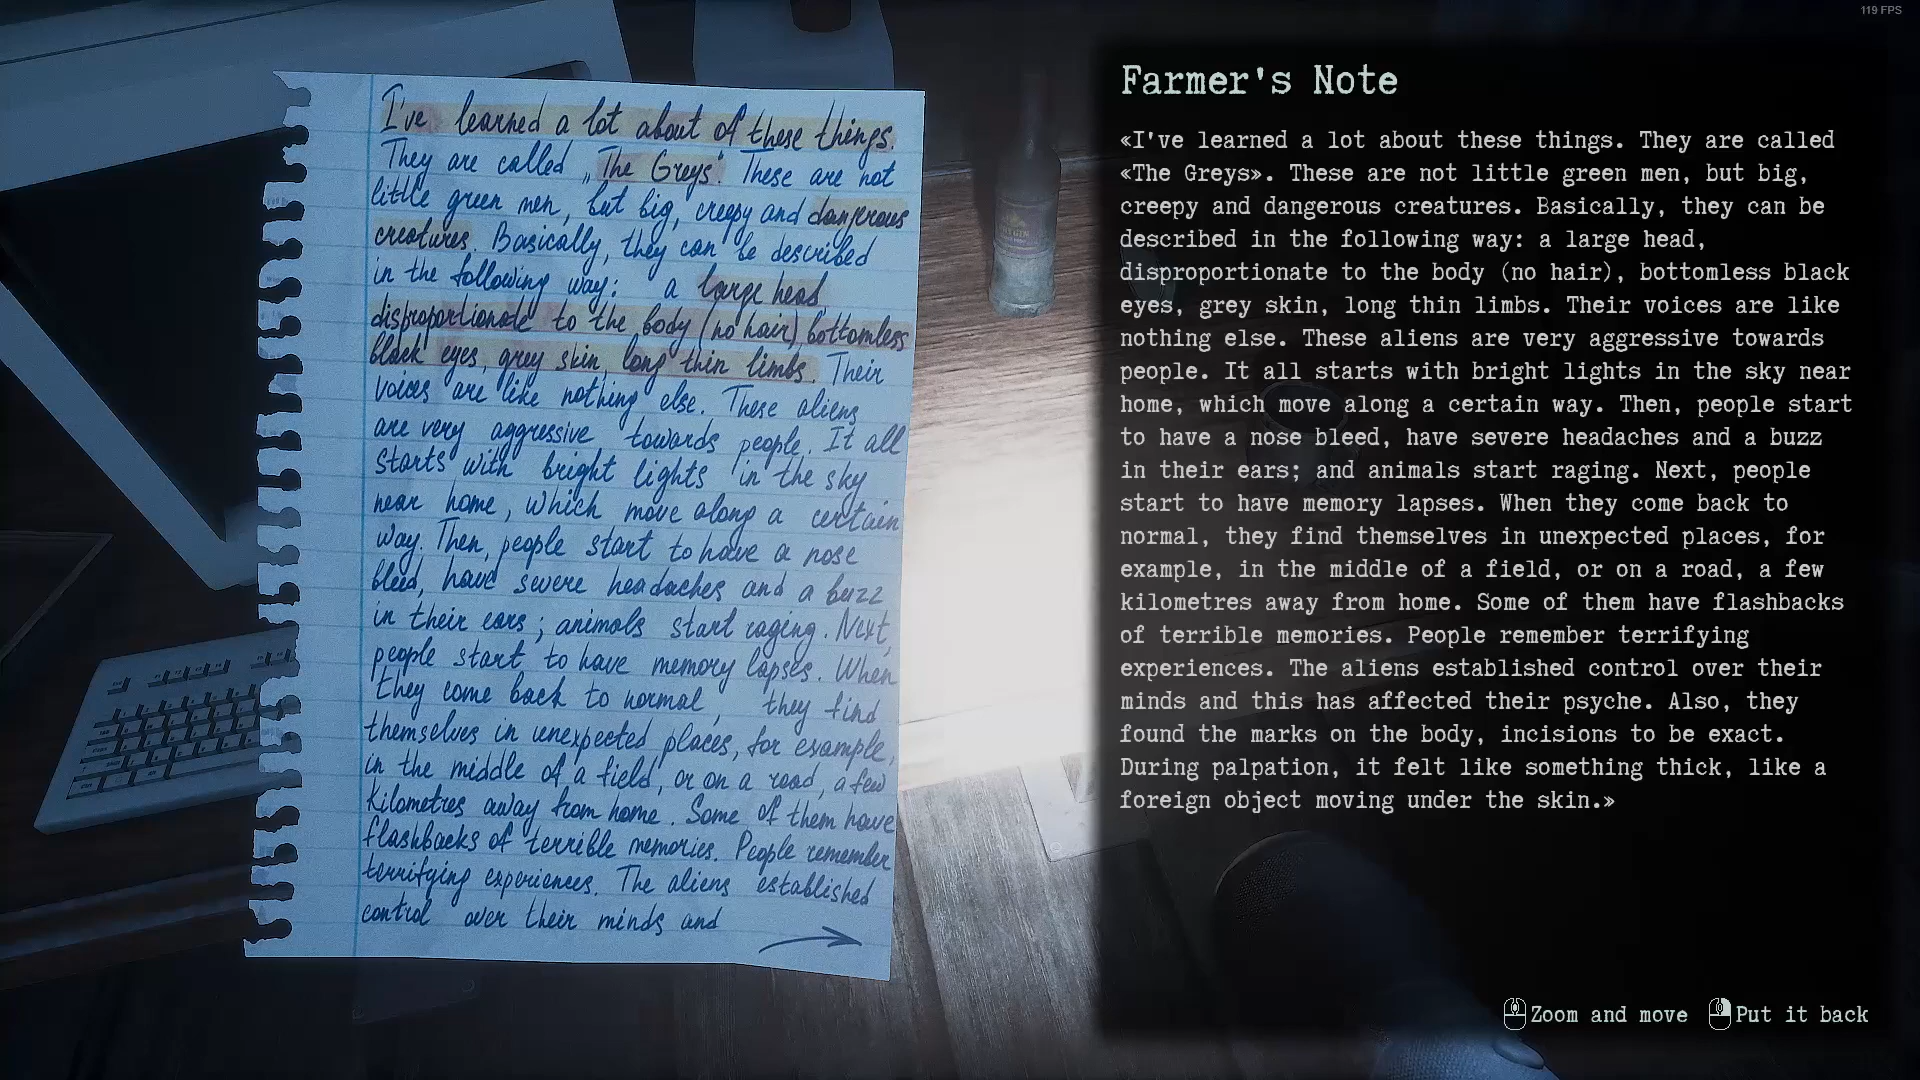 119 FPS
I've learned a lot about of these things.
They are called „The Greys". These are not
little green men, but big, creepy and dangerous
creatures. Basically, they can be described
in the following way: a large head,
disproportionate to the body (no hair), bottomless
black eyes, grey skin, long thin limbs. Their
voices are like nothing else. These aliens
are very aggressive towards people. It all
starts with bright lights in the sky
near home, which move along a certain
way. Then, people start to have a nose
bleed, have severe headaches and a buzz
in their ears; animals start raging. Next,
people start to have memory lapses. When
they come back to normal, they find
themselves in unexpected places, for example,
in the middle of a field, or on a road, a few
kilometres away from home. Some of them have
flashbacks of terrible memories. People remember
terrifying experiences. The aliens established
control over their minds and
Farmer's Note
«I've learned a lot about these things. They are called
«The Greys». These are not little green men, but big,
creepy and dangerous creatures. Basically, they can be
described in the following way: a large head,
disproportionate to the body (no hair), bottomless black
eyes, grey skin, long thin limbs. Their voices are like
nothing else. These aliens are very aggressive towards
people. It all starts with bright lights in the sky near
home, which move along a certain way. Then, people start
to have a nose bleed, have severe headaches and a buzz
in their ears; and animals start raging. Next, people
start to have memory lapses. When they come back to
normal, they find themselves in unexpected places, for
example, in the middle of a field, or on a road, a few
kilometres away from home. Some of them have flashbacks
of terrible memories. People remember terrifying
experiences. The aliens established control over their
minds and this has affected their psyche. Also, they
found the marks on the body, incisions to be exact.
During palpation, it felt like something thick, like a
foreign object moving under the skin.»
Zoom and move Put it back